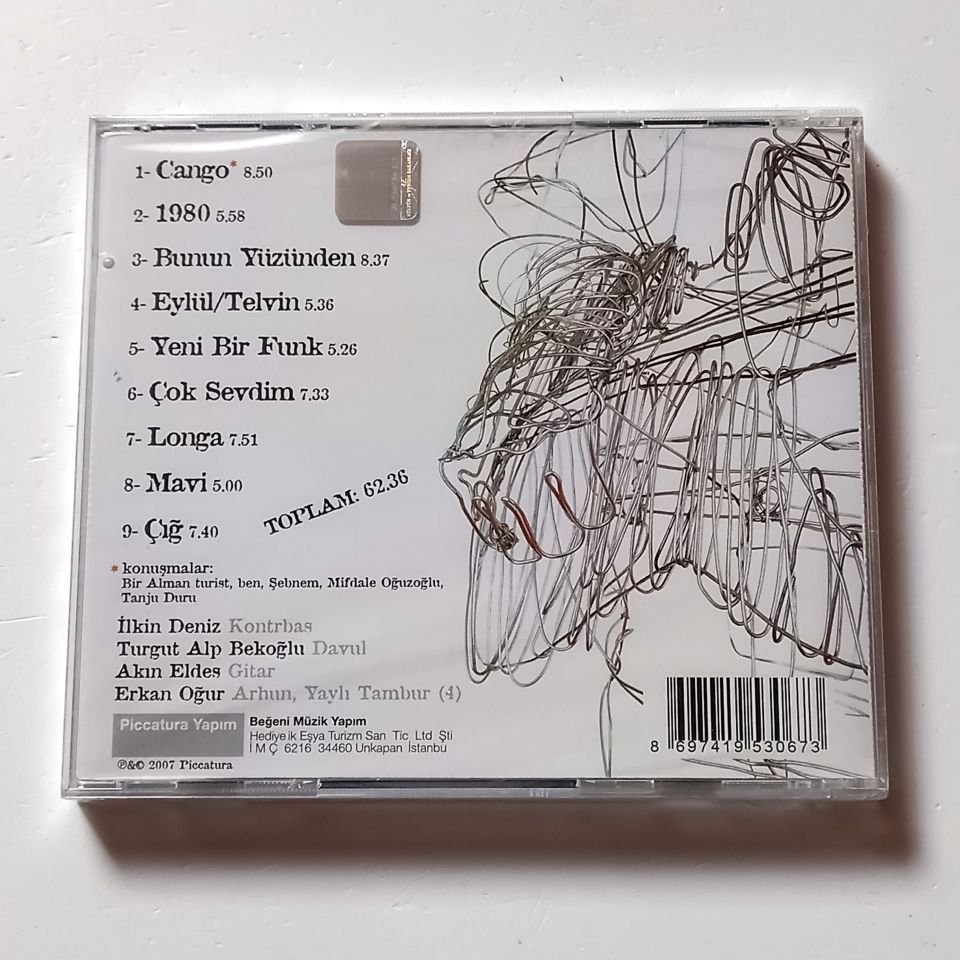 1- Cango* 8.50
2- 1980 5.58
3- Bunun Yüzünden 8.37
4- Eylül/Telvin 5.36
5- Yeni Bir Funk 5.26
6- Çok Sevdim 7.33
7- Longa 7.51
8- Mavi 5.00
9- Çığ 7.40
TOPLAM: 62.36
* konuşmalar:
Bir Alman turist, ben, Şebnem, Mifdale Oğuzoğlu,
Tanju Duru
İlkin Deniz Kontrbas
Turgut Alp Bekoğlu Davul
Akın Eldes Gitar
Erkan Oğur Arhun, Yaylı Tambur (4)
Piccatura Yapım
℗&© 2007 Piccatura
Beğeni Müzik Yapım
Hediye ik Eşya Turizm San Tic Ltd Şti
İ M Ç 6216 34460 Unkapan İstanbu
8 697419 530673